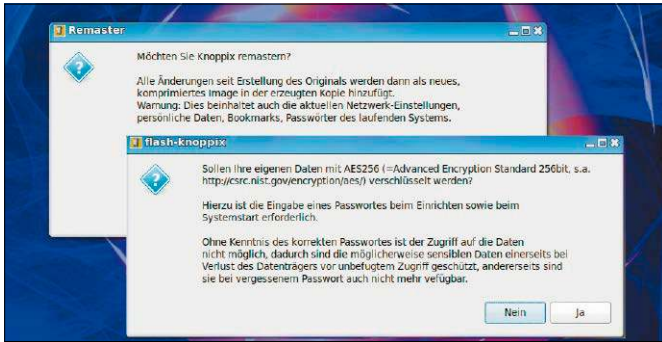 Remaster
Möchten Sie Knoppix remastern?
Alle Änderungen seit Erstellung des Originals werden dann als neues,
komprimiertes Image in der erzeugten Kopie hinzufügt.
Warnung: Dies beinhaltet auch die aktuellen Netzwerk-Einstellungen,
persönliche Daten, Bookmarks, Passwörter des laufenden Systems.
flash-knoppix
Sollen Ihre eigenen Daten mit AES256 (=Advanced Encryption Standard 256bit, s.a.
http://csrc.nist.gov/encryption/aes/) verschlüsselt werden?
Hierzu ist die Eingabe eines Passwortes beim Einrichten sowie beim
Systemstart erforderlich.
Ohne Kenntnis des korrekten Passwortes ist der Zugriff auf die Daten
nicht möglich, dadurch sind die möglicherweise sensiblen Daten einerseits bei
Verlust des Datenträgers vor unbefugtem Zugriff geschützt, andererseits sind
sie bei vergessenem Passwort auch nicht mehr vefügbar.
Nein
Ja